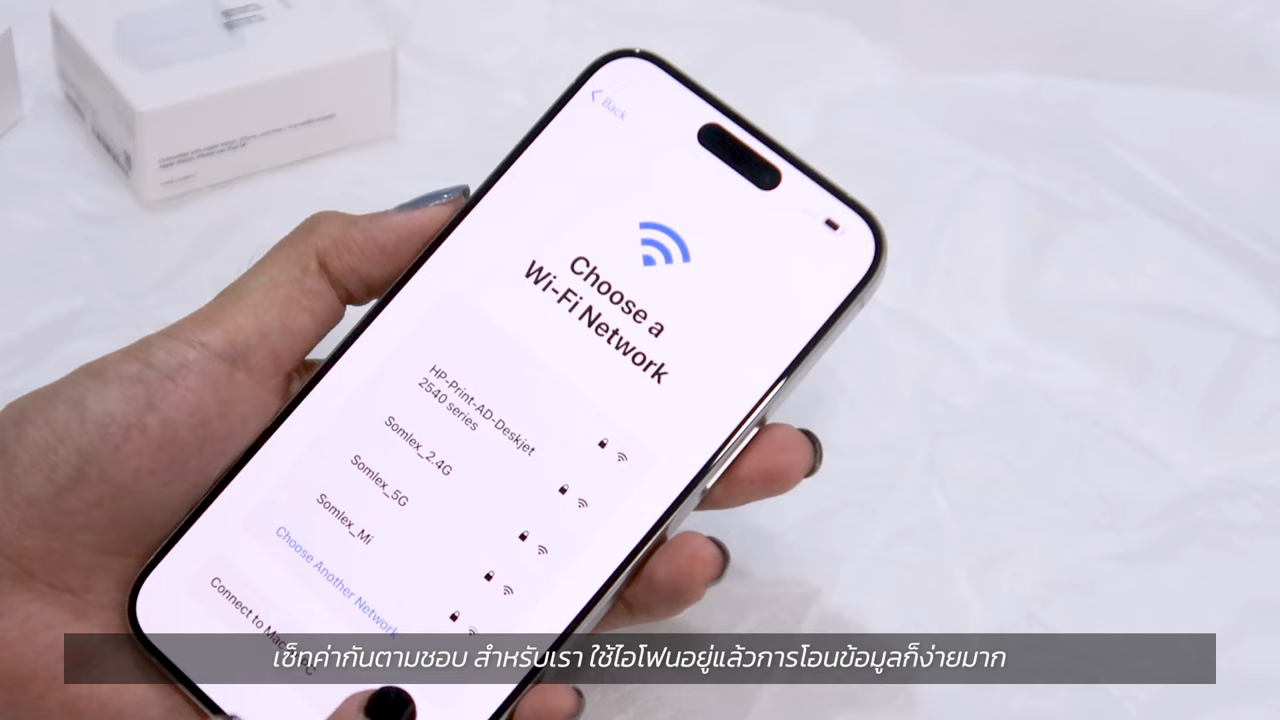 Back
Choose a
Wi-Fi Network
HP-Print-AD-Deskjet
2540 series
Somlex_2.4G
Somlex_5G
Somlex_Mi
Choose Another Network
Connect to Mac
เซ็ทค่ากันตามชอบ สำหรับเรา ใช้ไอโฟนอยู่แล้วการโอนข้อมูลก็ง่ายมาก